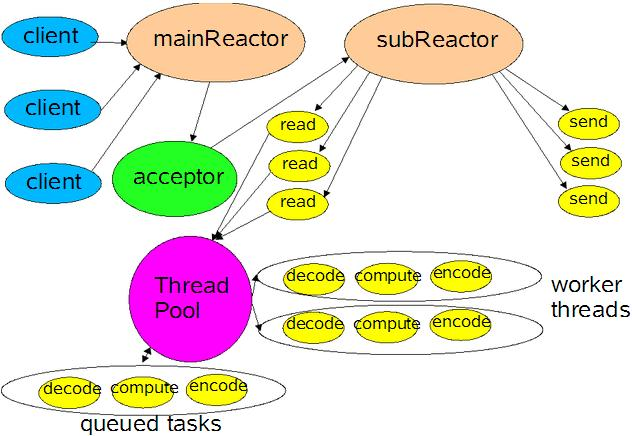 client
mainReactor
subReactor
client
read
send
read
send
client
acceptor
read
send
Thread
Pool
decode compute encode
worker
threads
decode compute encode
decode compute encode
queued tasks